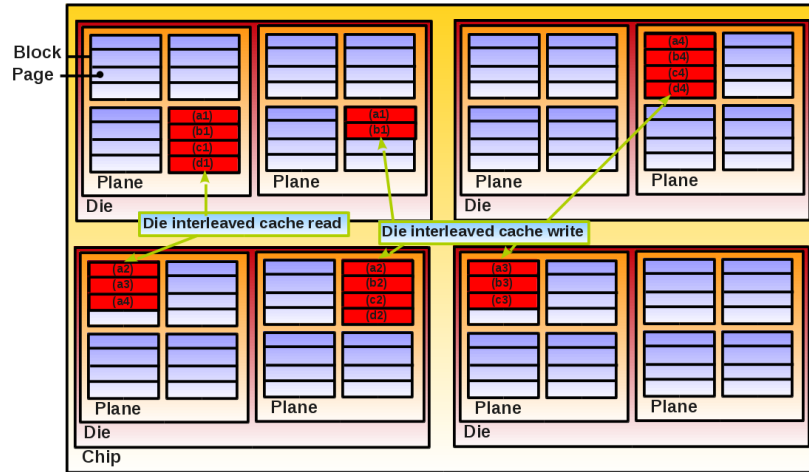 Block
Page
(a1)
(b1)
(c1)
(d1)
(a1)
(b1)
(a4)
(b4)
(c4)
(d4)
Plane
Plane
Plane
Plane
Die
Die
Die interleaved cache read
Die interleaved cache write
(a2)
(a3)
(a4)
(a2)
(b2)
(c2)
(d2)
(a3)
(b3)
(c3)
Plane
Plane
Plane
Plane
Die
Die
Chip